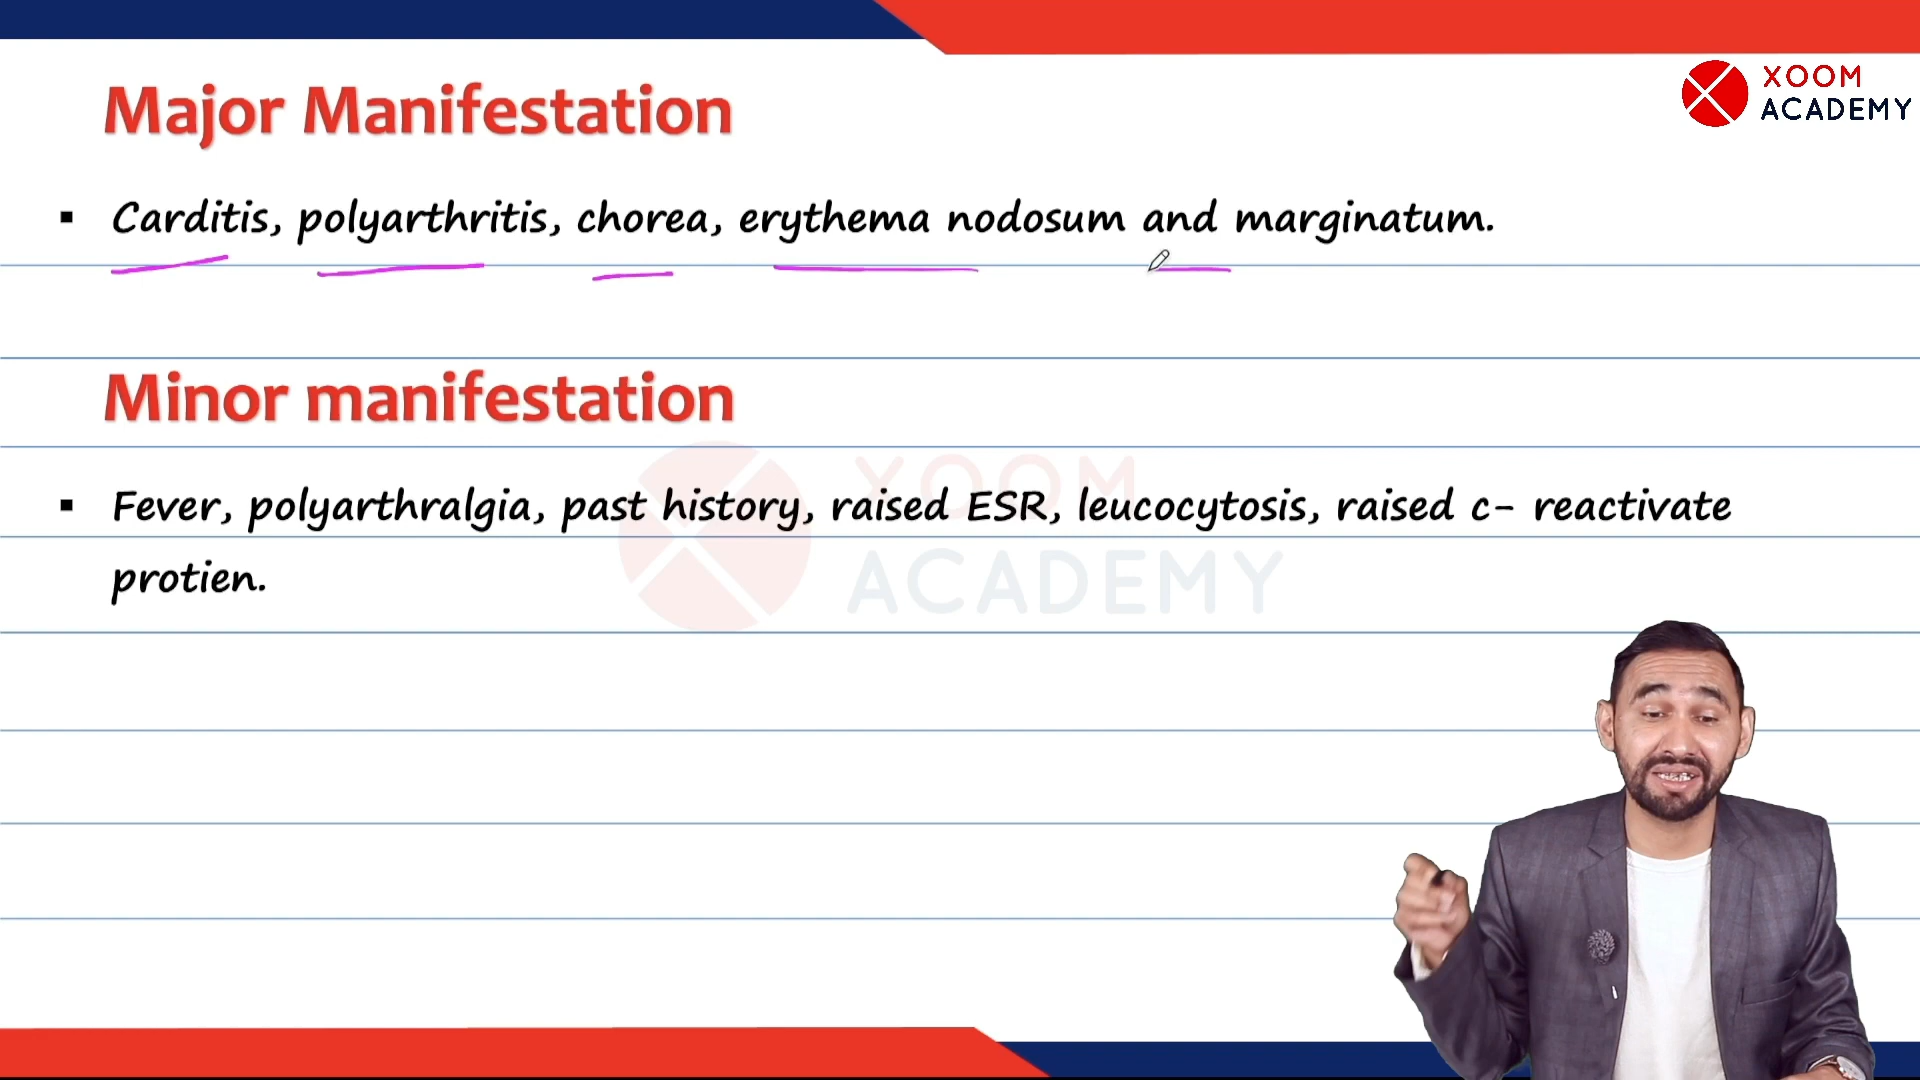 XOOM
ACADEMY
Major Manifestation
▪ Carditis, polyarthritis, chorea, erythema nodosum and marginatum.
Minor manifestation
▪ Fever, polyarthralgia, past history, raised ESR, leucocytosis, raised c- reactivate
protien.
XOOM
ACADEMY